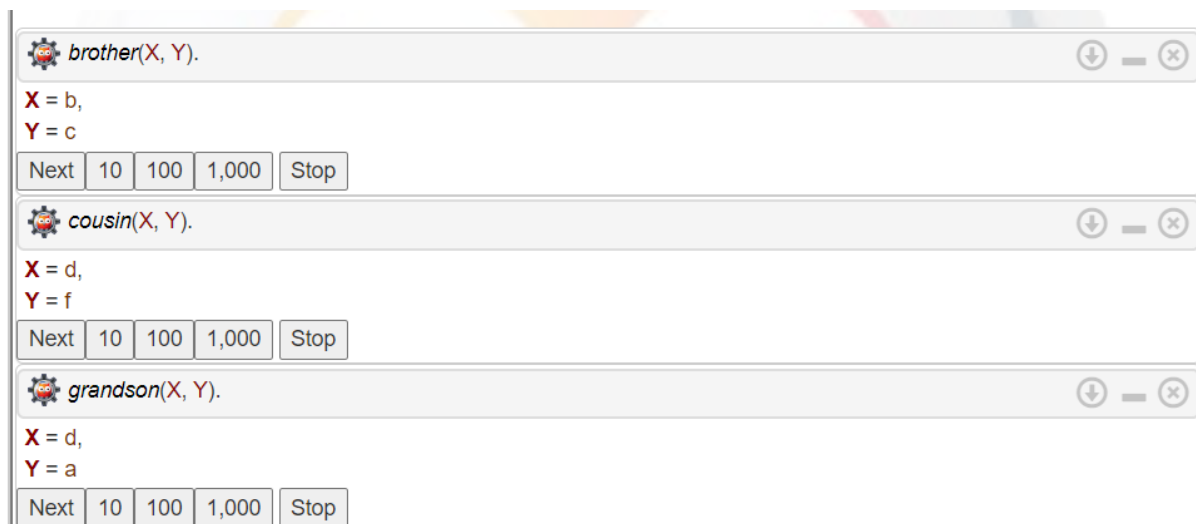 brother(X, Y).
X = b,
Y = c
Next 10 100 1,000 Stop
cousin(X, Y).
X = d,
Y = f
Next 10 100 1,000 Stop
grandson(X, Y).
X = d,
Y = a
Next 10 100 1,000 Stop